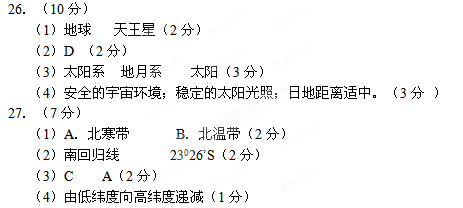 26. （10 分）
（1）地球　天王星（2 分）
（2）D （2 分）
（3）太阳系　地月系　　太阳（3 分）
（4）安全的宇宙环境；稳定的太阳光照；日地距离适中。（3 分 ）
27. （7 分）
（1）A．北寒带　　　B．北温带（2 分）
（2）南回归线　　　　23⁰26’S（2 分）
（3）C　　A（2 分）
（4）由低纬度向高纬度递减（1 分）